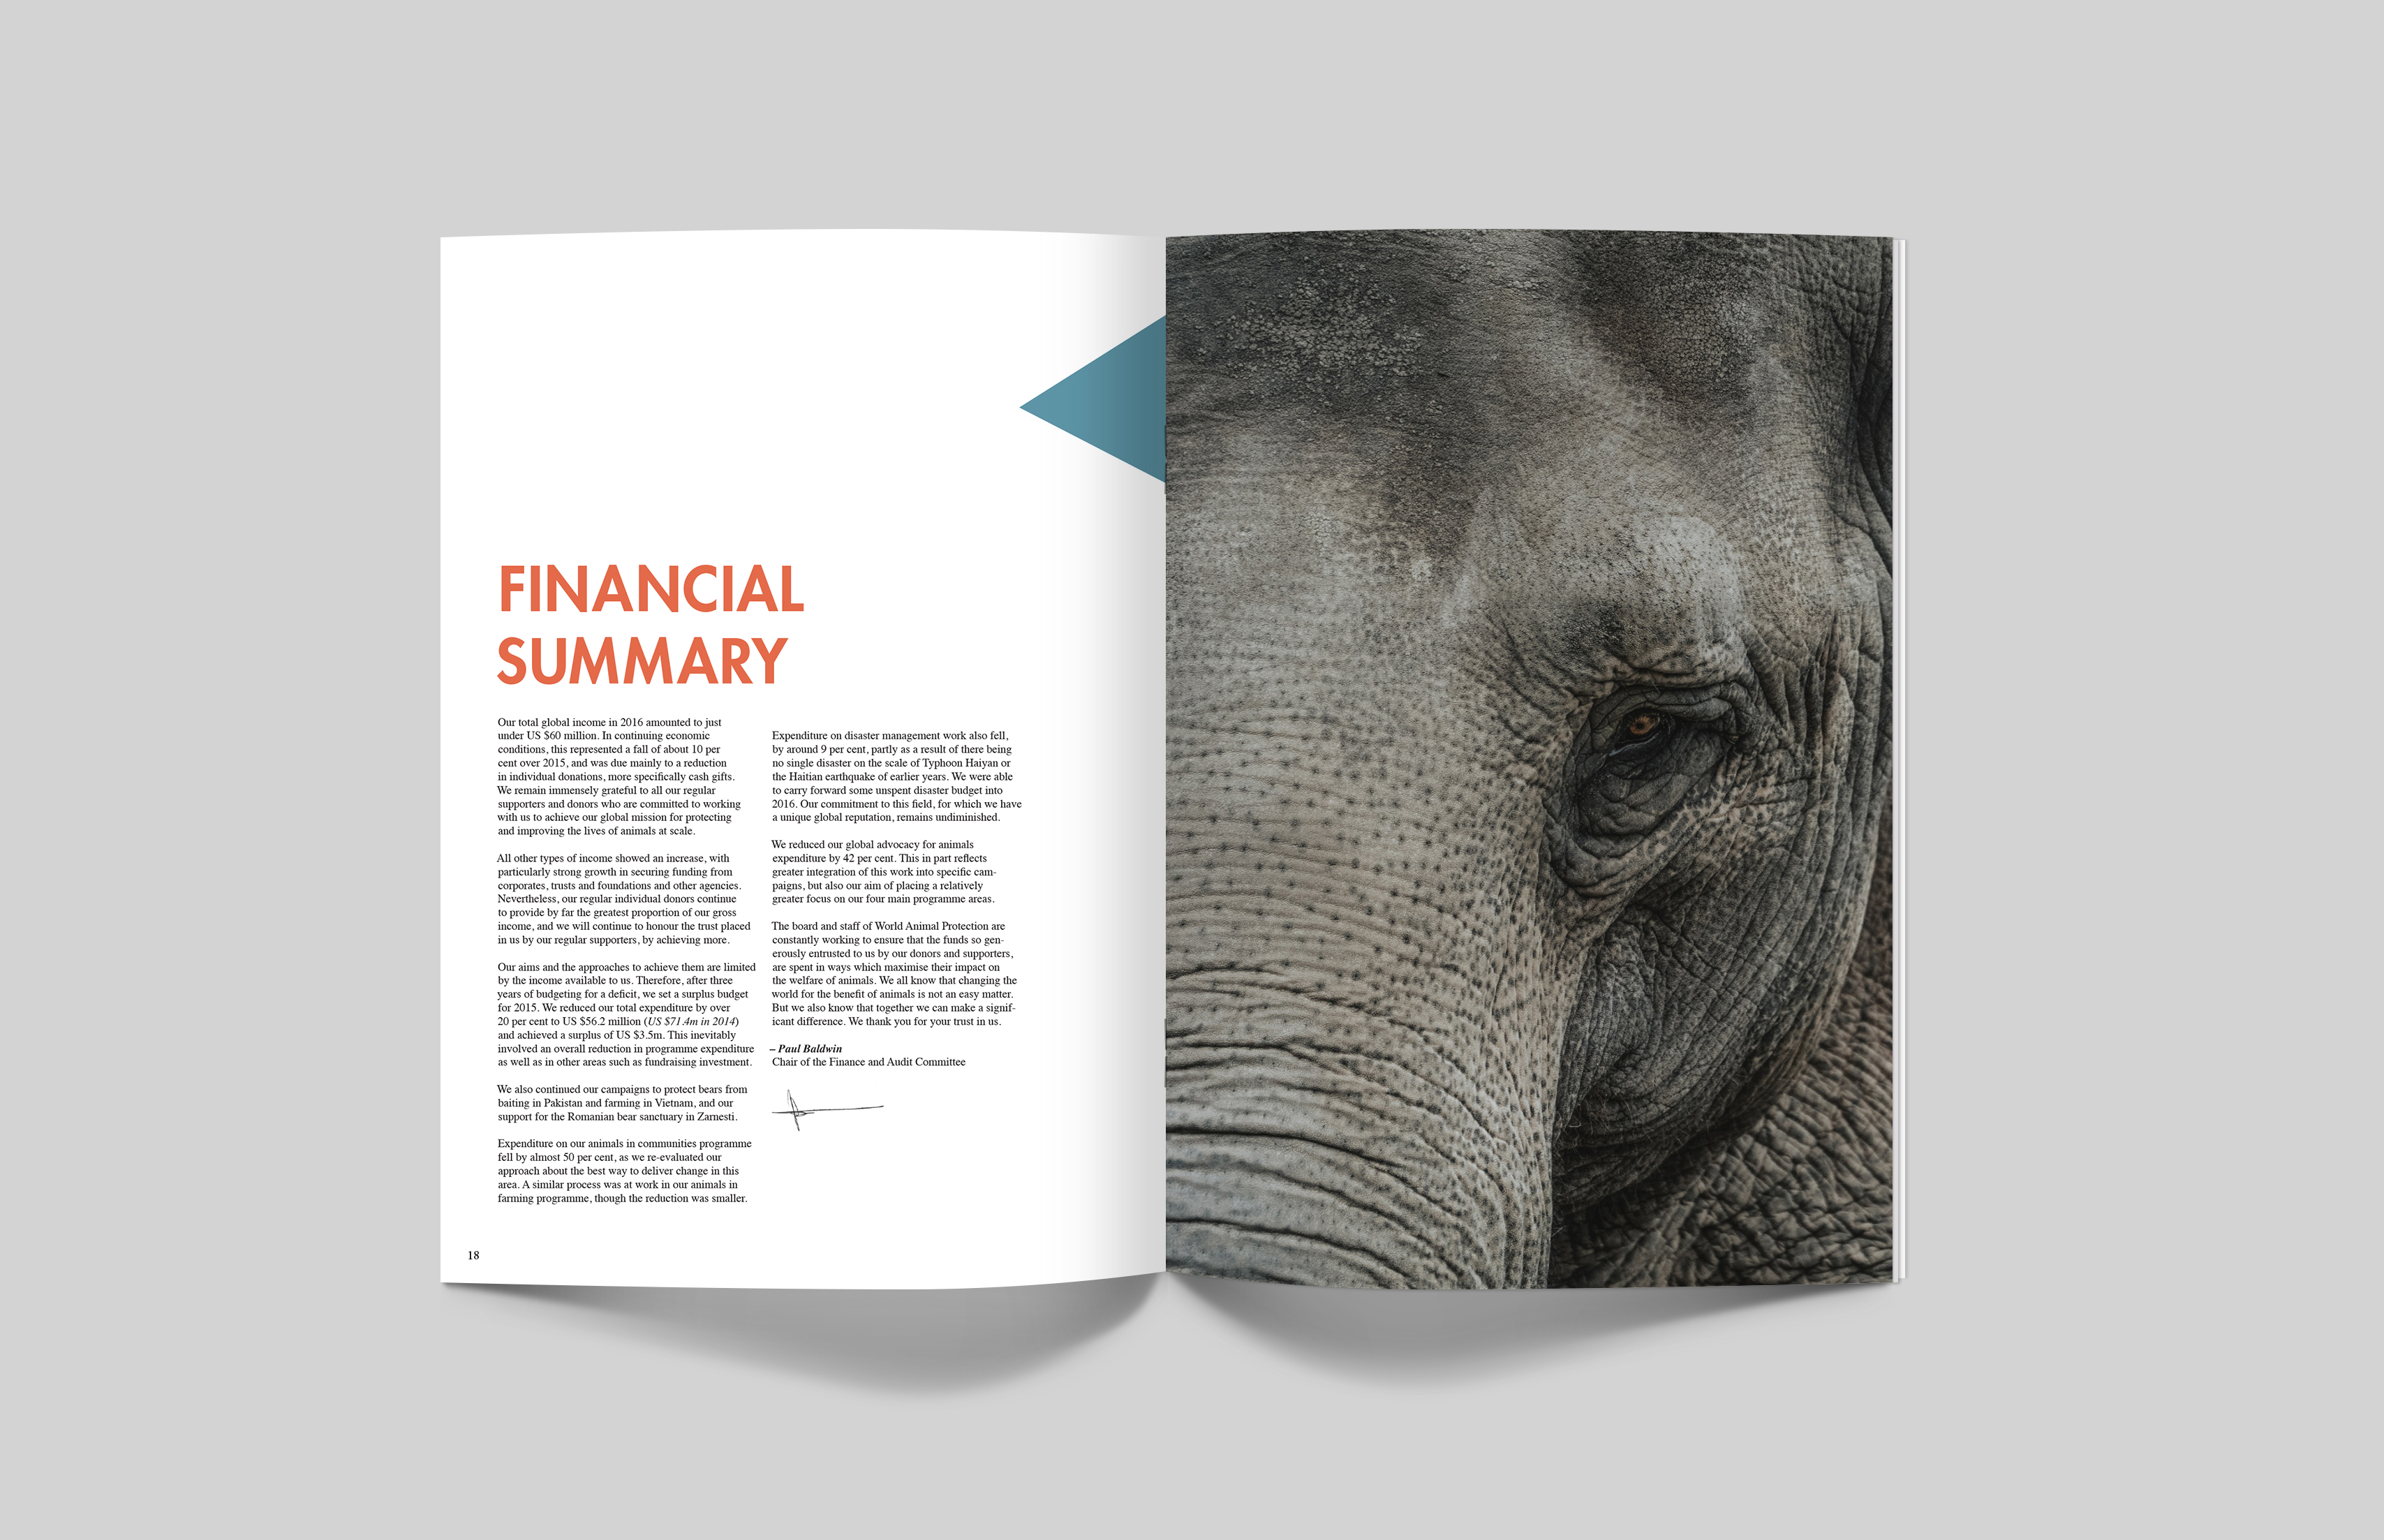 FINANCIAL
SUMMARY
Our total global income in 2016 amounted to just
under US $60 million. In continuing economic
conditions, this represented a fall of about 10 per
cent over 2015, and was due mainly to a reduction
in individual donations, more specifically cash gifts.
We remain immensely grateful to all our regular
supporters and donors who are committed to working
with us to achieve our global mission for protecting
and improving the lives of animals at scale.
All other types of income showed an increase, with
particularly strong growth in securing funding from
corporates, trusts and foundations and other agencies.
Nevertheless, our regular individual donors continue
to provide by far the greatest proportion of our gross
income, and we will continue to honour the trust placed
in us by our regular supporters, by achieving more.
Our aims and the approaches to achieve them are limited
by the income available to us. Therefore, after three
years of budgeting for a deficit, we set a surplus budget
for 2015. We reduced our total expenditure by over
20 per cent to US $56.2 million (US $71.4m in 2014)
and achieved a surplus of US $3.5m. This inevitably
involved an overall reduction in programme expenditure
as well as in other areas such as fundraising investment.
We also continued our campaigns to protect bears from
baiting in Pakistan and farming in Vietnam, and our
support for the Romanian bear sanctuary in Zarnesti.
Expenditure on our animals in communities programme
fell by almost 50 per cent, as we re-evaluated our
approach about the best way to deliver change in this
area. A similar process was at work in our animals in
farming programme, though the reduction was smaller.
Expenditure on disaster management work also fell,
by around 9 per cent, partly as a result of there being
no single disaster on the scale of Typhoon Haiyan or
the Haitian earthquake of earlier years. We were able
to carry forward some unspent disaster budget into
2016. Our commitment to this field, for which we have
a unique global reputation, remains undiminished.
We reduced our global advocacy for animals
expenditure by 42 per cent. This in part reflects
greater integration of this work into specific cam-
paigns, but also our aim of placing a relatively
greater focus on our four main programme areas.
The board and staff of World Animal Protection are
constantly working to ensure that the funds so gen-
erously entrusted to us by our donors and supporters,
are spent in ways which maximise their impact on
the welfare of animals. We all know that changing the
world for the benefit of animals is not an easy matter.
But we also know that together we can make a signif-
icant difference. We thank you for your trust in us.
– Paul Baldwin
Chair of the Finance and Audit Committee
18